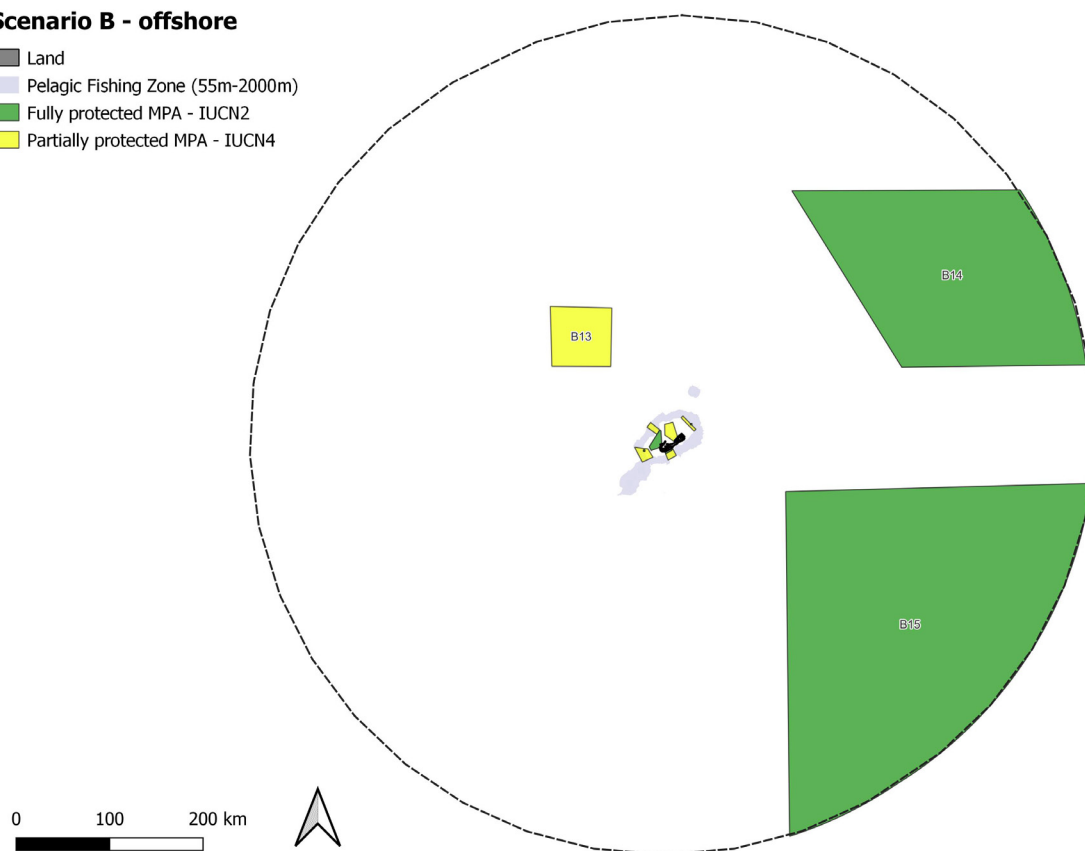 Scenario B - offshore
Land
Pelagic Fishing Zone (55m-2000m)
Fully protected MPA - IUCN2
Partially protected MPA - IUCN4
B14
B13
B15
0 100 200 km